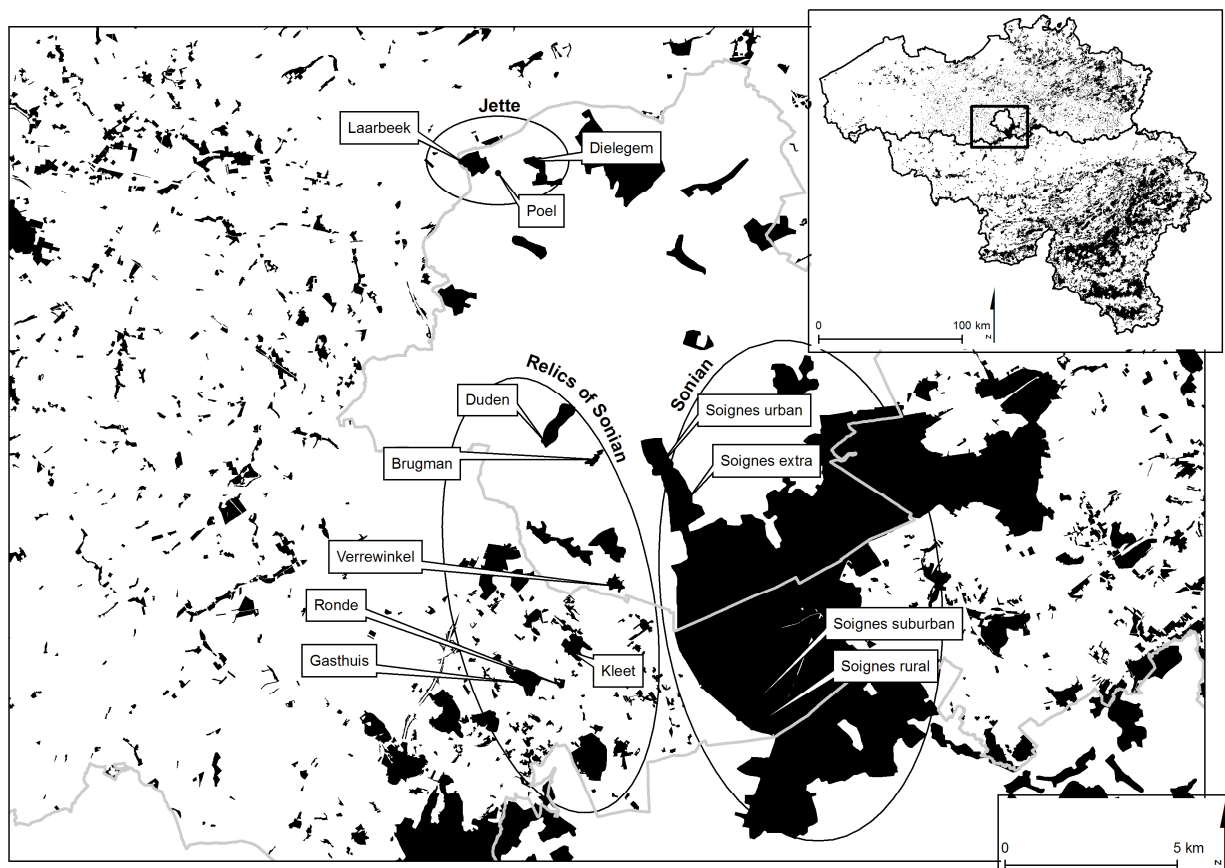 Jette
Laarbeek
Dielegem
Poel
0
100 km
N
Relics of Sonian
Sonian
Duden
Soignes urban
Brugman
Soignes extra
Verrewinkel
Ronde
Soignes suburban
Gasthuis
Kleet
Soignes rural
0
5 km
N